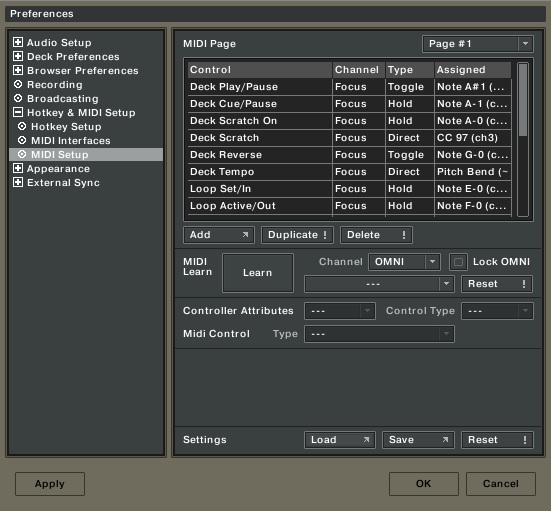 Preferences
Audio Setup
Deck Preferences
Browser Preferences
Recording
Broadcasting
Hotkey & MIDI Setup
Hotkey Setup
MIDI Interfaces
MIDI Setup
Appearance
External Sync
MIDI Page Page #1
Control Channel Type Assigned
Deck Play/Pause Focus Toggle Note A#1 (...
Deck Cue/Pause Focus Hold Note A-1 (c...
Deck Scratch On Focus Hold Note A-0 (c...
Deck Scratch Focus Direct CC 97 (ch3)
Deck Reverse Focus Toggle Note G-0 (c...
Deck Tempo Focus Direct Pitch Bend (~
Loop Set/In Focus Hold Note E-0 (c...
Loop Active/Out Focus Hold Note F-0 (c...
Add Duplicate ! Delete !
MIDI Learn Learn Channel OMNI Lock OMNI
--- Reset !
Controller Attributes --- Control Type ---
Midi Control Type ---
Settings Load Save Reset !
Apply OK Cancel